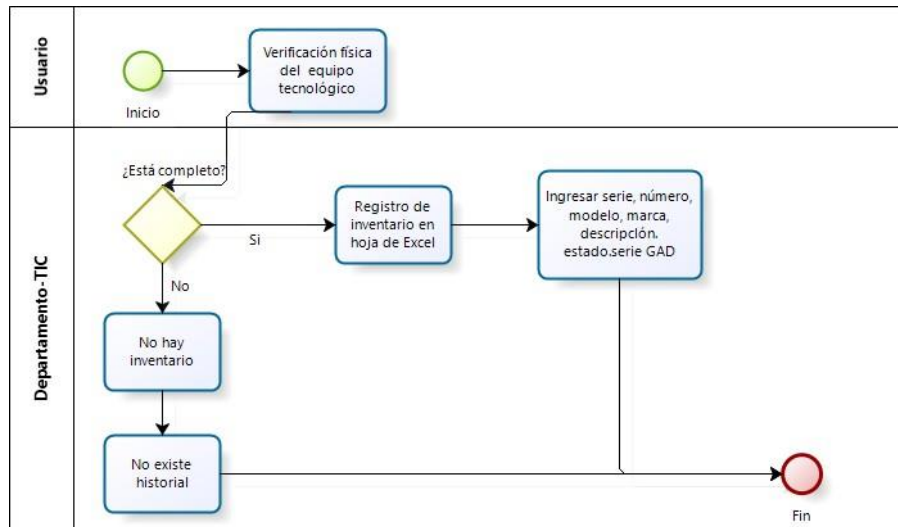 Usuario
Inicio
Verificación física
del equipo
tecnológico
Departamento-TIC
¿Está completo?
Si
No
Registro de
inventario en
hoja de Excel
Ingresar serie, número,
modelo, marca,
descripción.
estado.serie GAD
No hay
inventario
No existe
historial
Fin